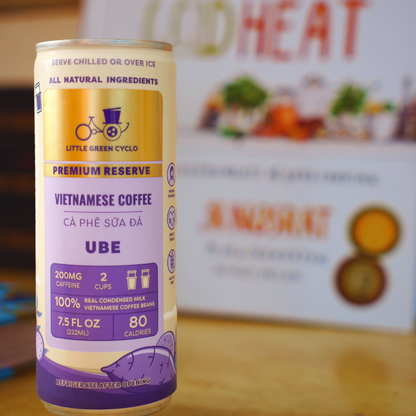 SERVE CHILLED OR OVER ICE
ALL NATURAL INGREDIENTS
LITTLE GREEN CYCLO
PREMIUM RESERVE
VIETNAMESE COFFEE
CÀ PHÊ SỮA ĐÁ
UBE
200MG
CAFFEINE
2
CUPS
100% REAL CONDENSED MILK
VIETNAMESE COFFEE BEANS
7.5 FL OZ
(222ML)
80
CALORIES
REFRIGERATE AFTER OPENING
HEAT